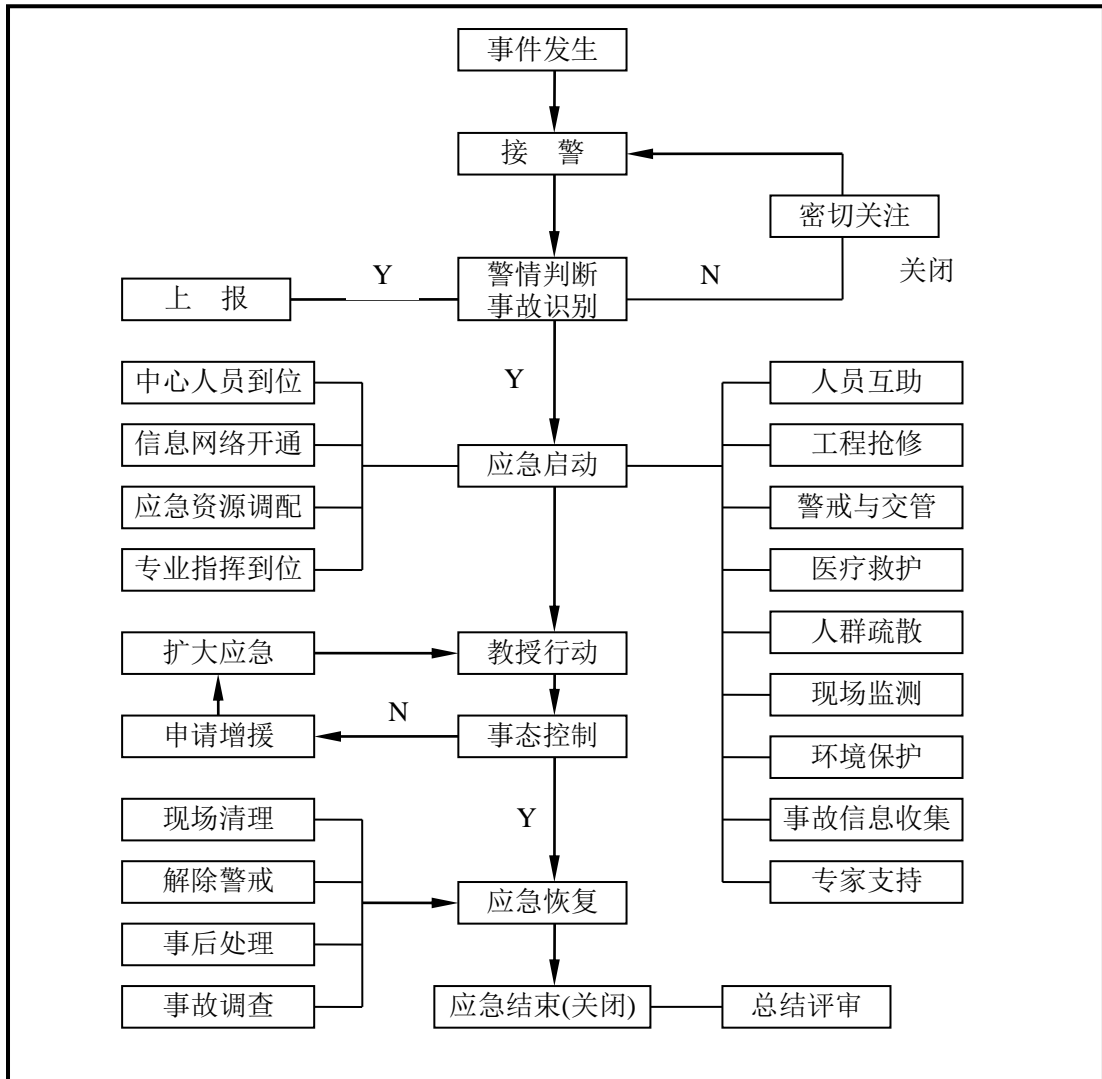 事件发生
接 警
密切关注
Y
警情判断
事故识别
N
关闭
上 报
中心人员到位
Y
人员互助
信息网络开通
应急启动
工程抢修
应急资源调配
警戒与交管
专业指挥到位
医疗救护
扩大应急
教授行动
人群疏散
现场监测
申请增援
N
事态控制
环境保护
现场清理
Y
事故信息收集
解除警戒
应急恢复
专家支持
事后处理
事故调查
应急结束(关闭)
总结评审